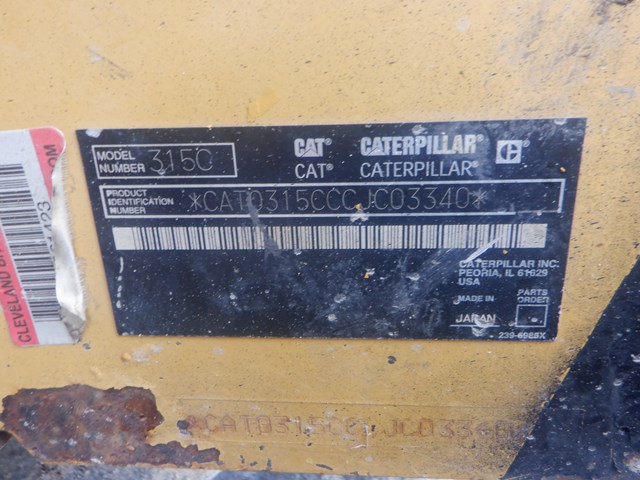 MODEL NUMBER 315C
CAT CATERPILLAR
CAT CATERPILLAR
PRODUCT IDENTIFICATION NUMBER *CAT0315CCCJC03340*
CATERPILLAR INC.
PEORIA, IL 61629
USA
MADE IN JAPAN
PARTS ORDER
CLEVELAND
*CAT0315CCCJC03340